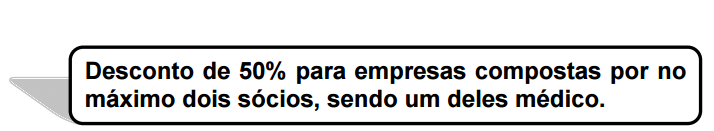 Desconto de 50% para empresas compostas por no
máximo dois sócios, sendo um deles médico.